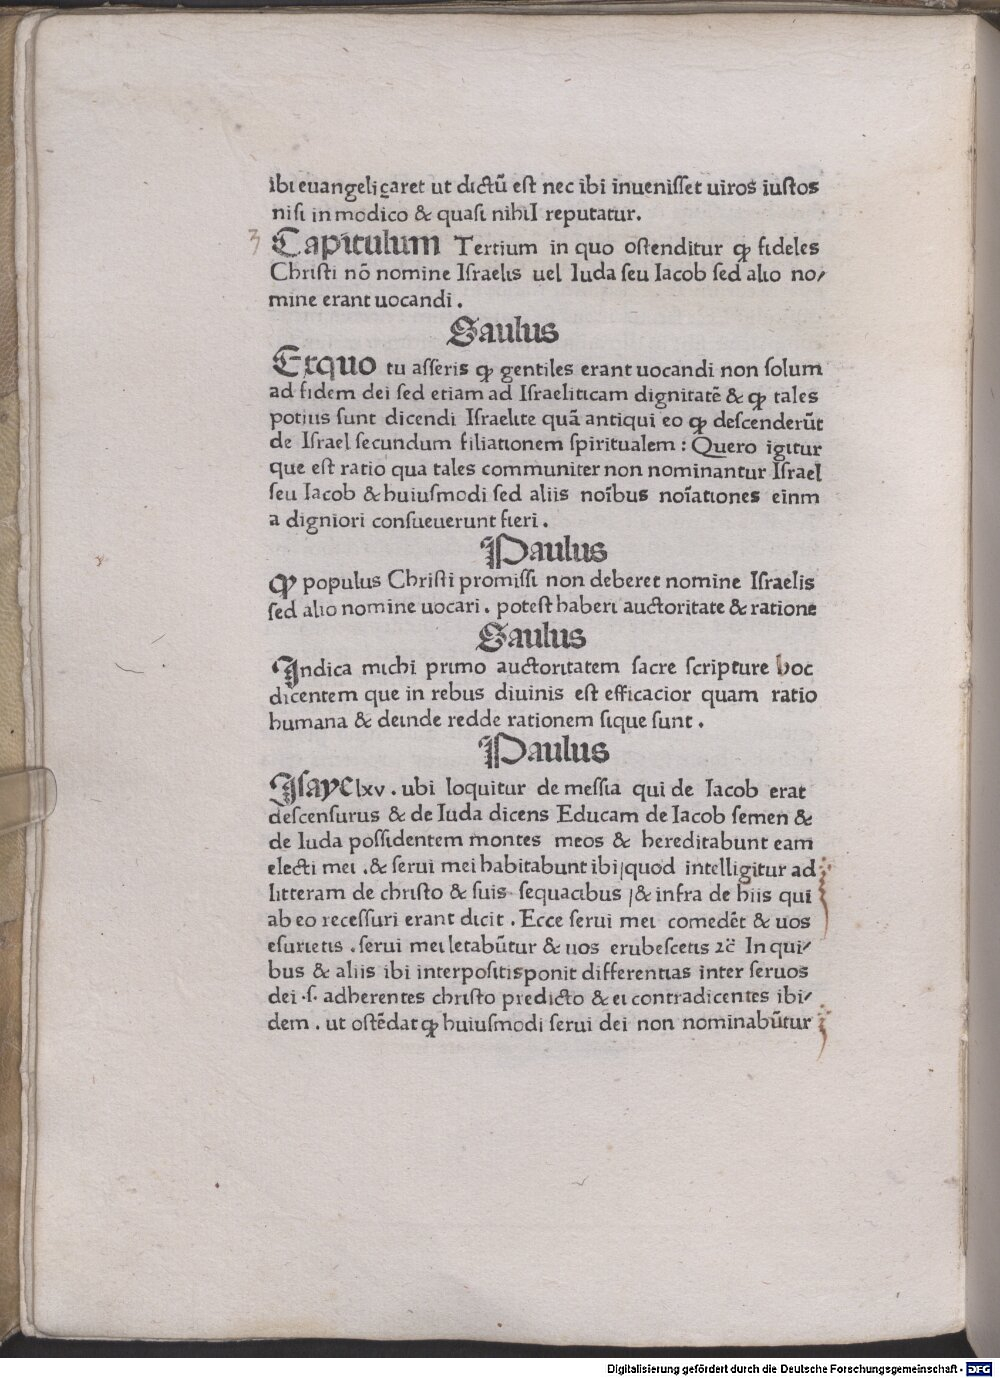 ibi euangeliçaret ut dictū est nec ibi inuenisset uiros iustos
nisi in modico & quasi nihil reputatur.
3 Capitulum Tertium in quo ostenditur ꝙ fideles
Christi nō nomine Israelis uel Iuda seu Iacob sed alio no/
mine erant uocandi .
Saulus
Exquo tu asseris ꝙ gentiles erant uocandi non solum
ad fidem dei sed etiam ad Israeliticam dignitatē & ꝙ tales
potius sunt dicendi Israelite quā antiqui eo ꝙ descenderūt
de Israel secundum filiationem spiritualem : Quero igitur
que est ratio qua tales communiter non nominantur Israel
seu Iacob & huiusmodi sed aliis noībus noīationes einm
a digniori consueuerunt fieri .
Paulus
ꝙ populus Christi promissi non deberet nomine Israelis
sed alio nomine uocari . potest haberi auctoritate & ratione
Saulus
Indica michi primo auctoritatem sacre scripture hoc
dicentem que in rebus diuinis est efficacior quam ratio
humana & deinde redde rationem sique sunt .
Paulus
Isaye lxv . ubi loquitur de messia qui de Iacob erat
descensurus & de Iuda dicens Educam de Iacob semen &
de Iuda possidentem montes meos & hereditabunt eam
electi mei . & serui mei habitabunt ibi quod intelligitur ad
litteram de christo & suis sequacibus & infra de hiis qui
ab eo recessuri erant dicit . Ecce serui mei comedēt & uos
esurietis . serui mei letabūtur & uos erubescetis ⁊c̄ In qui/
bus & aliis ibi interpositis ponit differentias inter seruos
dei .s. adherentes christo predicto & ei contradicentes ibi/
dem . ut ostēdat ꝙ huiusmodi serui dei non nominabūtur
Digitalisierung gefördert durch die Deutsche Forschungsgemeinschaft - DFG